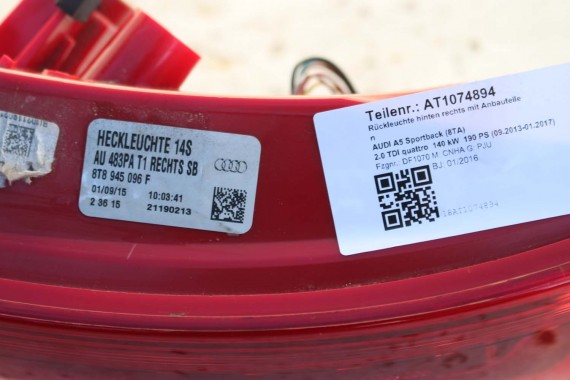 HECKLEUCHTE 14S
AU 483PA T1 RECHTS SB
8T8 945 096 F
01/09/15 10:03:41
2 36 15 21190213
Teilenr.: AT1074894
Rückleuchte hinten rechts mit Anbauteile
n
AUDI A5 Sportback (8TA)
2.0 TDI quattro 140 kW 190 PS (09.2013-01.2017)
Fzgnr.: DF1070 M: CNHA G: PJU
BJ: 01/2016
18AT1074894